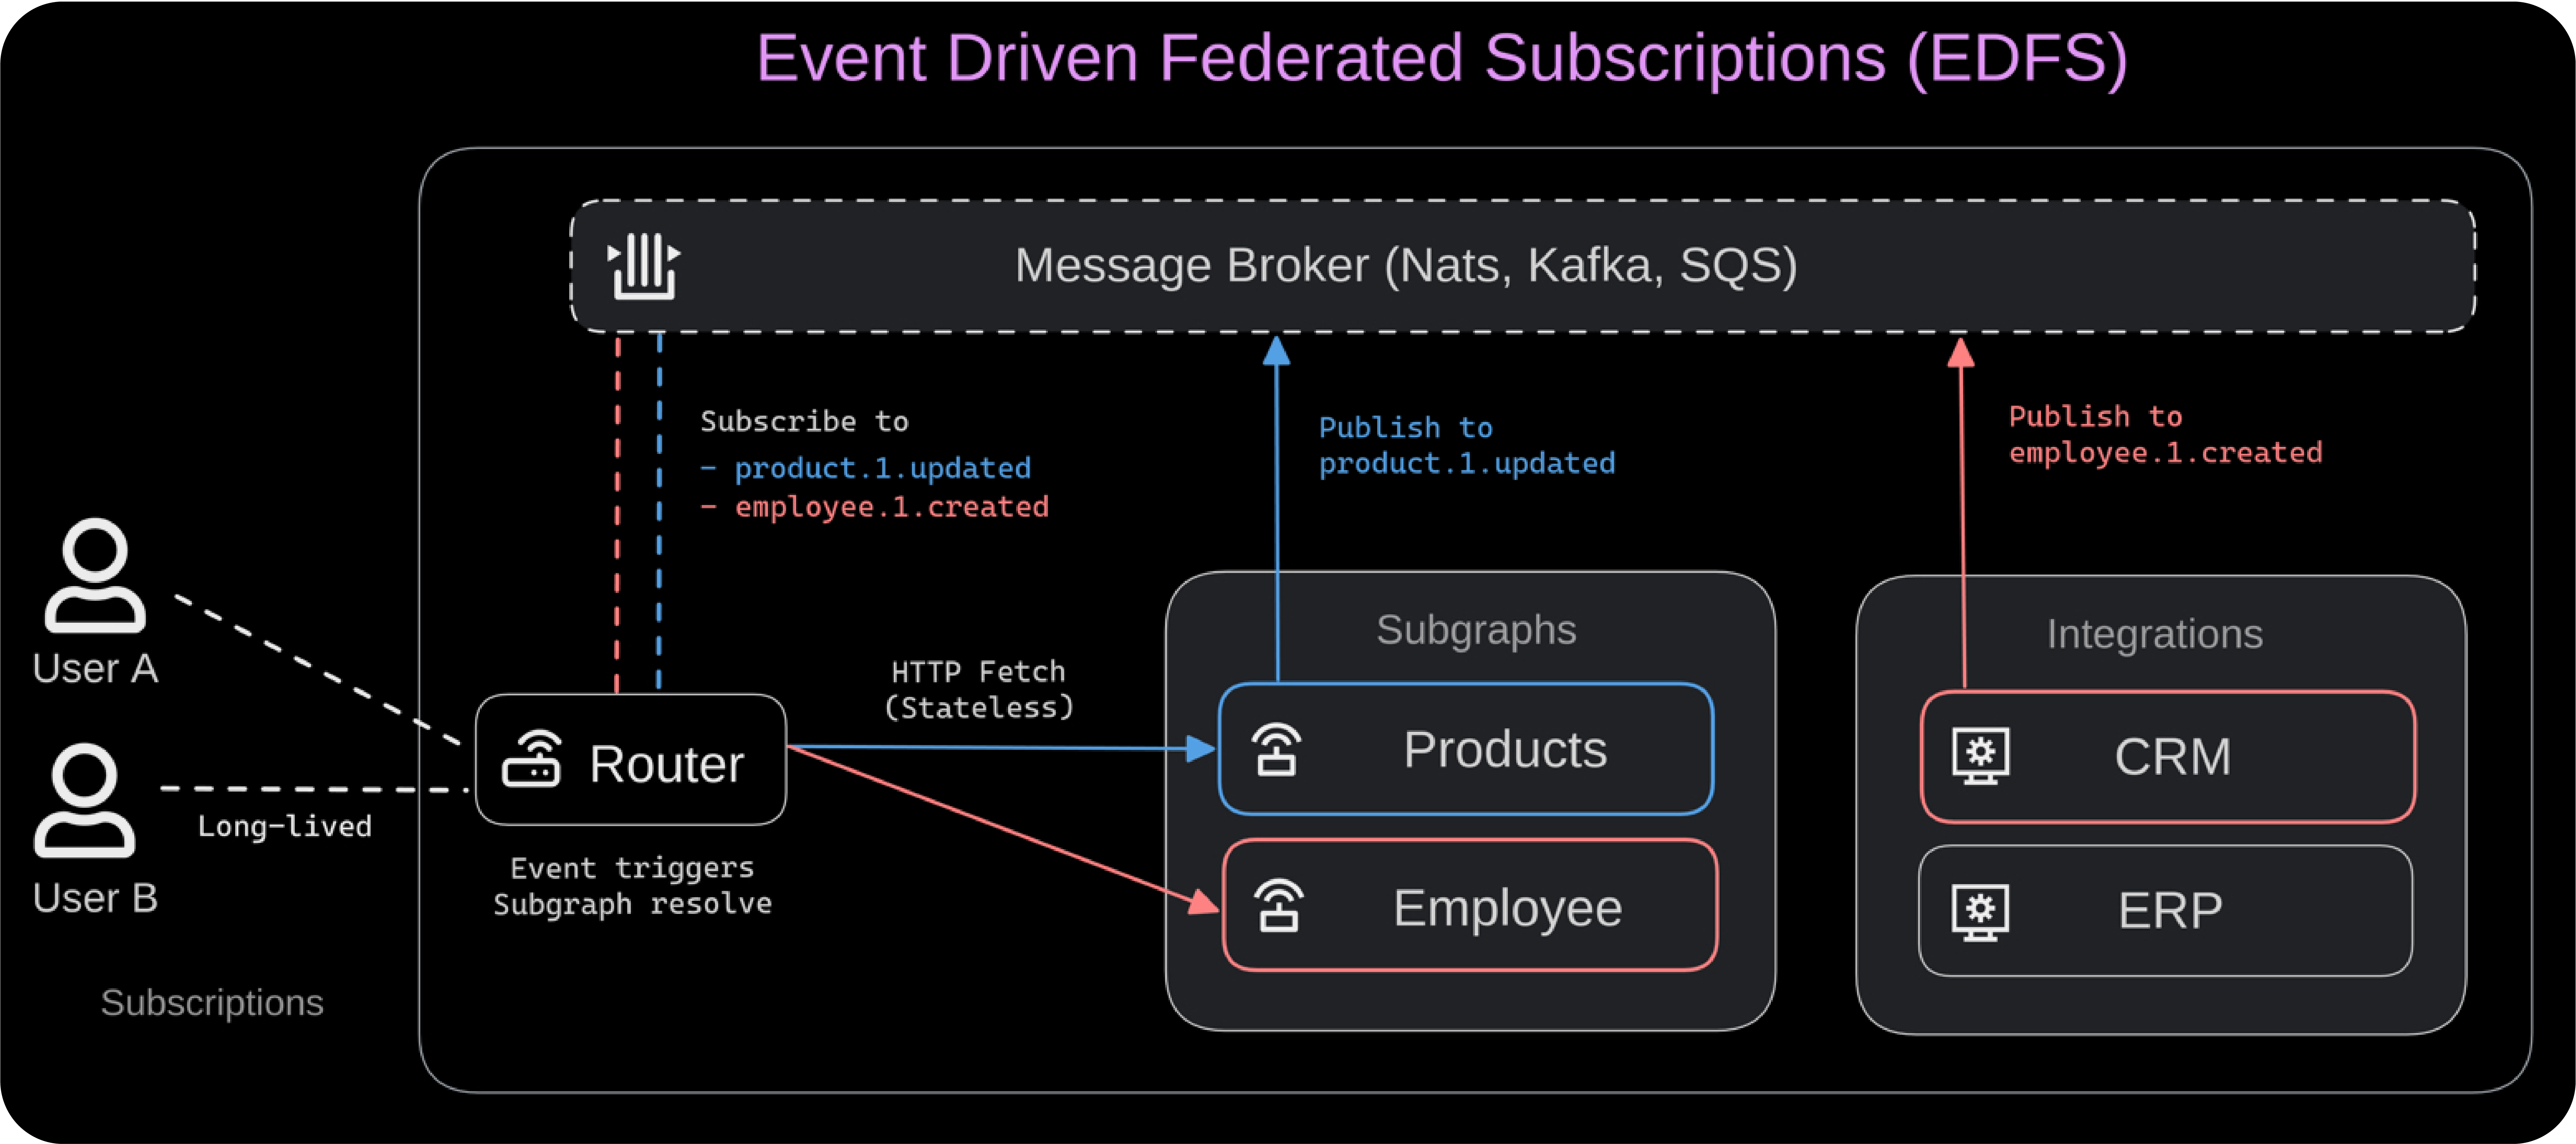 Event Driven Federated Subscriptions (EDFS)
Message Broker (Nats, Kafka, SQS)
Subscribe to
- product.1.updated
- employee.1.created
Publish to
product.1.updated
Publish to
employee.1.created
User A
User B
Long-lived
Subscriptions
Router
Event triggers
Subgraph resolve
HTTP Fetch
(Stateless)
Subgraphs
Products
Employee
Integrations
CRM
ERP